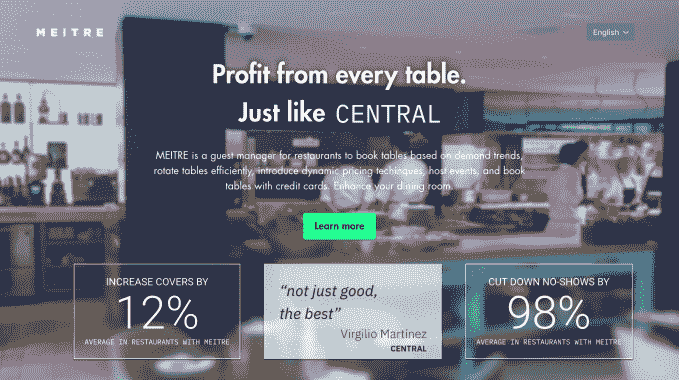 MEITRE
English
Profit from every table.
Just like CENTRAL
MEITRE is a guest manager for restaurants to book tables based on demand trends,
rotate tables efficiently, introduce dynamic pricing techniques, host events, and book
tables with credit cards. Enhance your dining room.
Learn more
INCREASE COVERS BY
12%
AVERAGE IN RESTAURANTS WITH MEITRE
“not just good,
the best”
Virgilio Martínez
CENTRAL
CUT DOWN NO-SHOWS BY
98%
AVERAGE IN RESTAURANTS WITH MEITRE